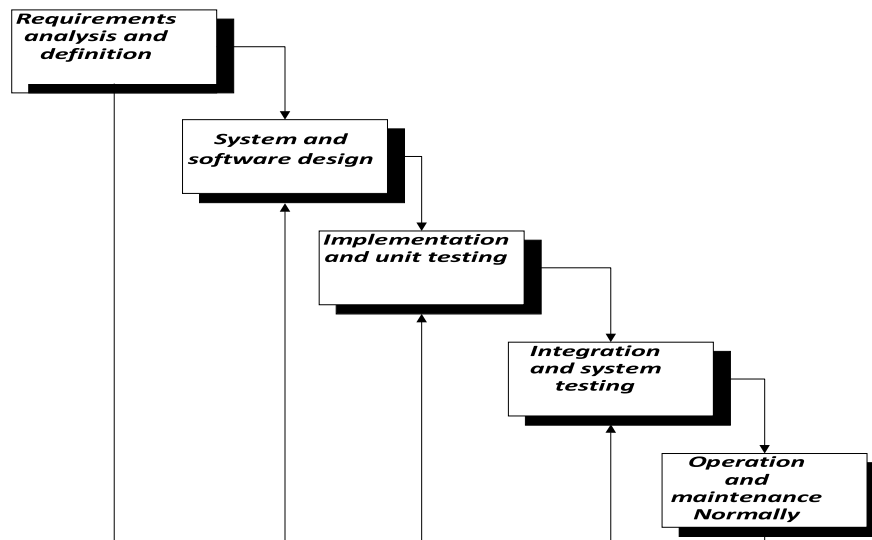 Requirements
analysis and
definition
System and
software design
Implementation
and unit testing
Integration
and system
testing
Operation
and
maintenance
Normally